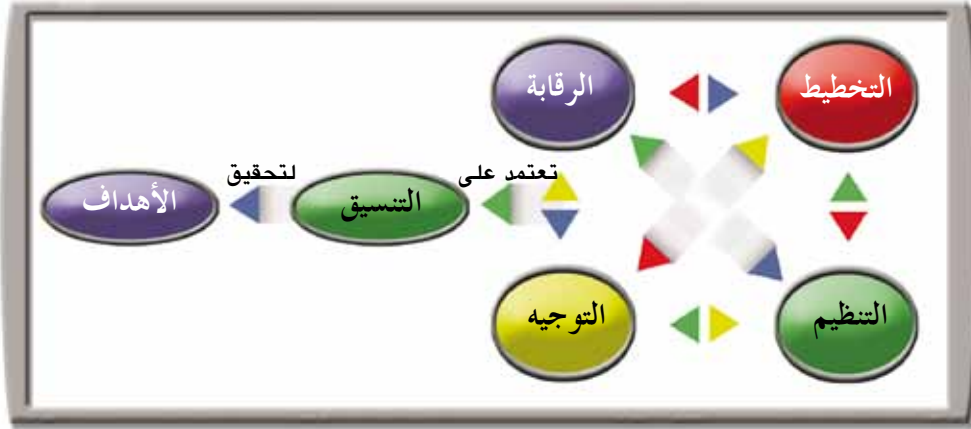 التخطيط
الرقابة
تعتمد على
لتحقيق
التنسيق
الأهداف
التنظيم
التوجيه